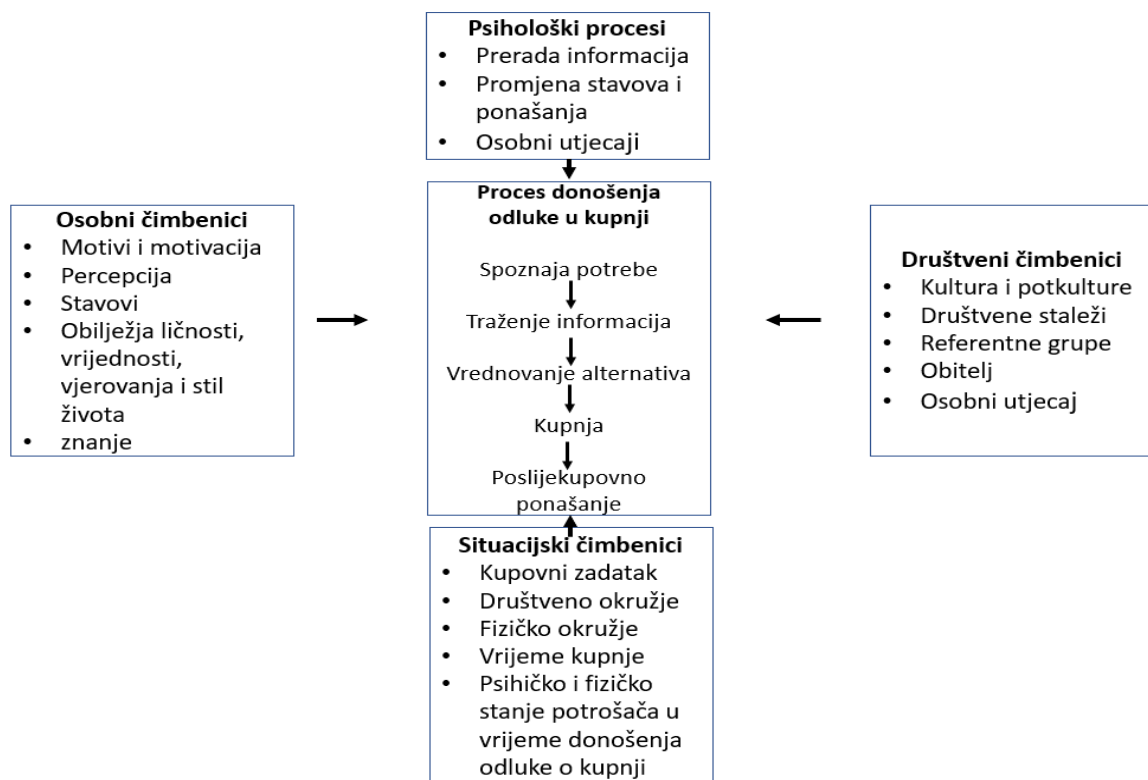 Psihološki procesi
• Prerada informacija
• Promjena stavova i
ponašanja
• Osobni utjecaji
Osobni čimbenici
• Motivi i motivacija
• Percepcija
• Stavovi
• Obilježja ličnosti,
vrijednosti,
vjerovanja i stil
života
• znanje
Proces donošenja
odluke u kupnji
Spoznaja potrebe
Traženje informacija
Vrednovanje alternativa
Kupnja
Poslijekupovno
ponašanje
Društveni čimbenici
• Kultura i potkulture
• Društvene staleži
• Referentne grupe
• Obitelj
• Osobni utjecaj
Situacijski čimbenici
• Kupovni zadatak
• Društveno okružje
• Fizičko okružje
• Vrijeme kupnje
• Psihičko i fizičko
stanje potrošača u
vrijeme donošenja
odluke o kupnji